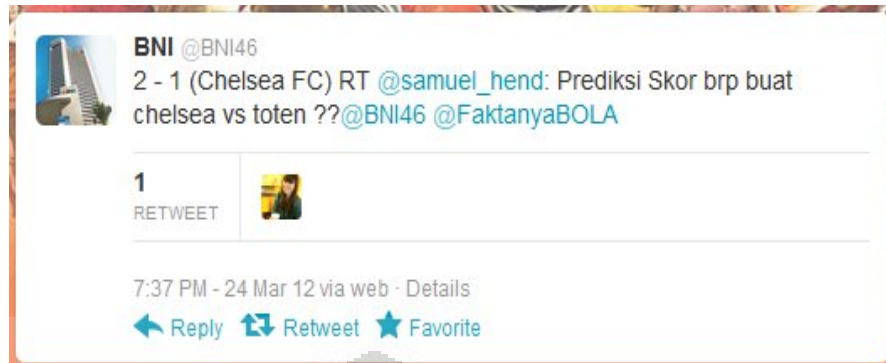 BNI @BNI46
2 - 1 (Chelsea FC) RT @samuel_hend: Prediksi Skor brp buat
chelsea vs toten ??@BNI46 @FaktanyaBOLA
1
RETWEET
7:37 PM - 24 Mar 12 via web · Details
Reply Retweet Favorite